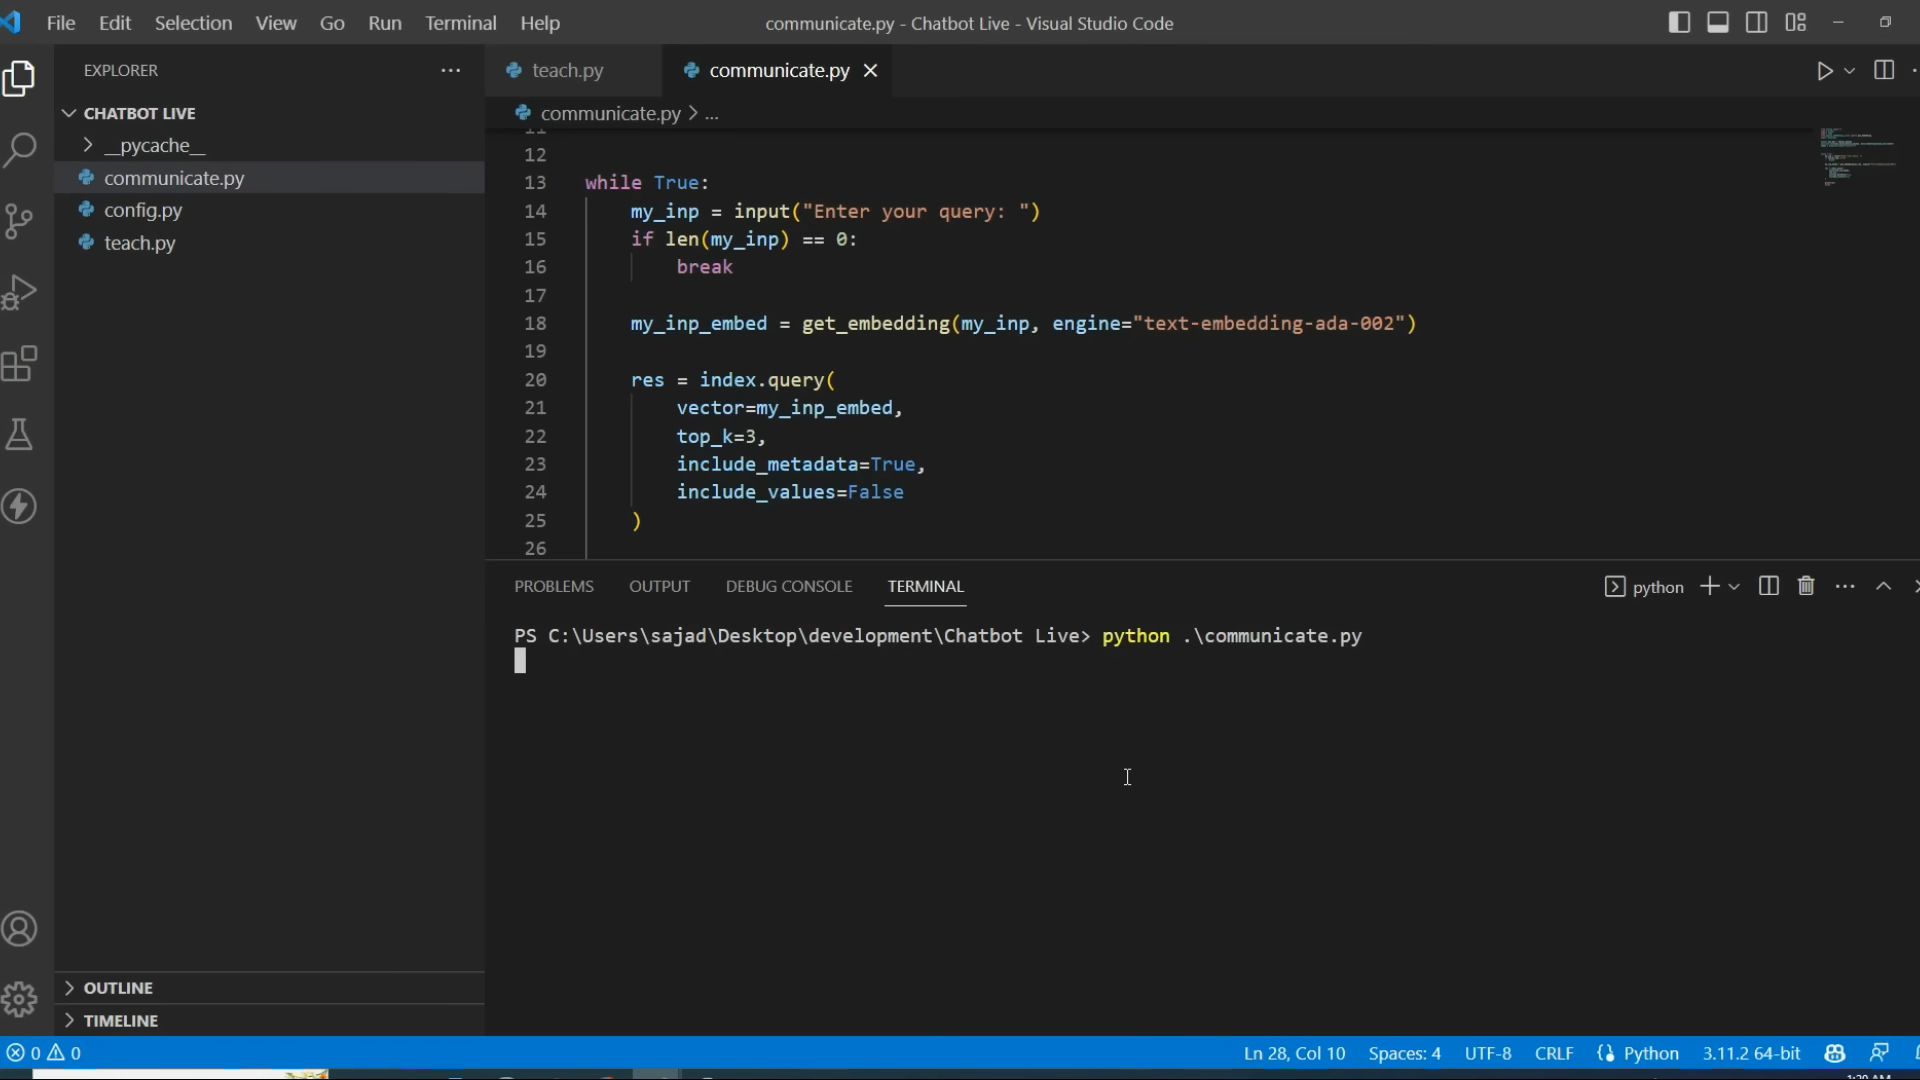 File Edit Selection View Go Run Terminal Help
communicate.py - Chatbot Live - Visual Studio Code
EXPLORER
CHATBOT LIVE
__pycache__
communicate.py
config.py
teach.py
OUTLINE
TIMELINE
teach.py
communicate.py
communicate.py > ...
11
12
13 while True:
14 my_inp = input("Enter your query: ")
15 if len(my_inp) == 0:
16 break
17
18 my_inp_embed = get_embedding(my_inp, engine="text-embedding-ada-002")
19
20 res = index.query(
21 vector=my_inp_embed,
22 top_k=3,
23 include_metadata=True,
24 include_values=False
25 )
26
PROBLEMS OUTPUT DEBUG CONSOLE TERMINAL
python
PS C:\Users\sajad\Desktop\development\Chatbot Live> python .\communicate.py
0 0
Ln 28, Col 10 Spaces: 4 UTF-8 CRLF Python 3.11.2 64-bit